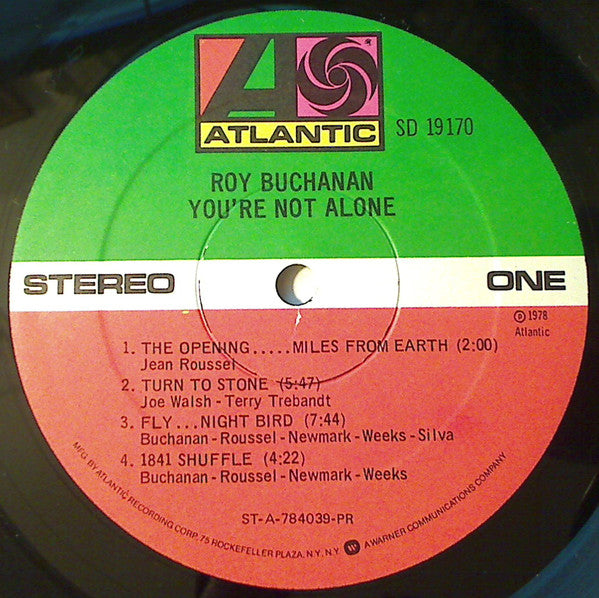 ATLANTIC
SD 19170
ROY BUCHANAN
YOU'RE NOT ALONE
STEREO
ONE
℗ 1978
Atlantic
1. THE OPENING.....MILES FROM EARTH (2:00)
Jean Roussel
2. TURN TO STONE (5:47)
Joe Walsh - Terry Trebandt
3. FLY...NIGHT BIRD (7:44)
Buchanan - Roussel - Newmark - Weeks - Silva
4. 1841 SHUFFLE (4:22)
Buchanan - Roussel - Newmark - Weeks
ST-A-784039-PR
MFG. BY ATLANTIC RECORDING CORP., 75 ROCKEFELLER PLAZA, N.Y., N.Y. W A WARNER COMMUNICATIONS COMPANY